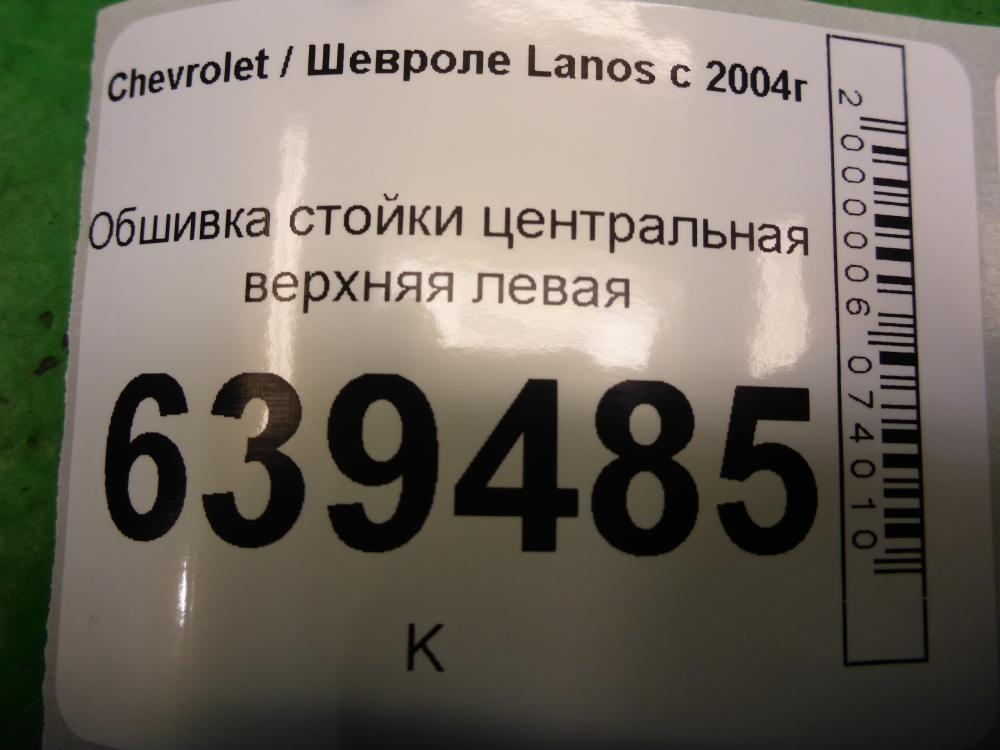 Chevrolet / Шевроле Lanos с 2004г
Обшивка стойки центральная
верхняя левая
639485
К
2000006074010